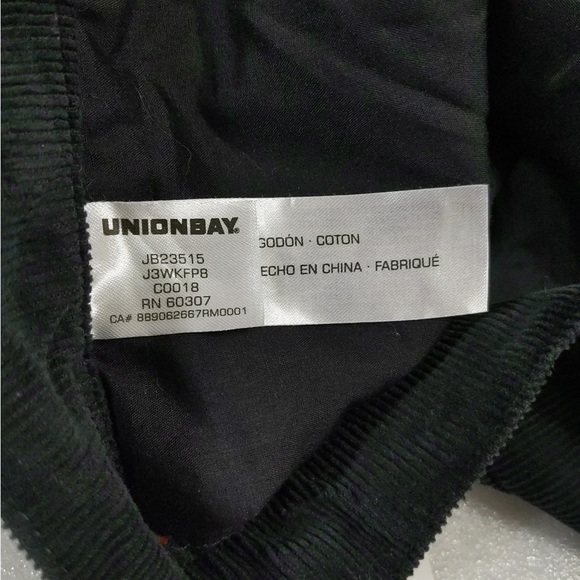 UNIONBAY
JB23515
J3WKFP8
C0018
RN 60307
CA# 889062667RM0001
GODÓN · COTON
ECHO EN CHINA · FABRIQUÉ